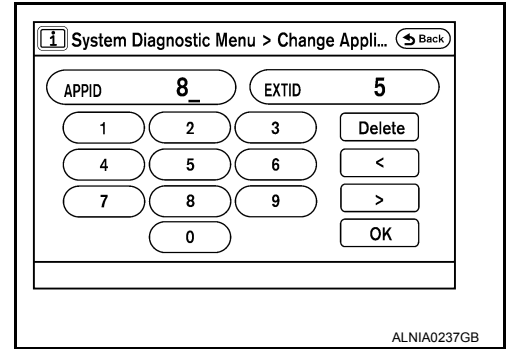 i System Diagnostic Menu > Change Appli... Back
APPID 8_ EXTID 5
1 2 3 Delete
4 5 6 <
7 8 9 >
0 OK
ALNIA0237GB